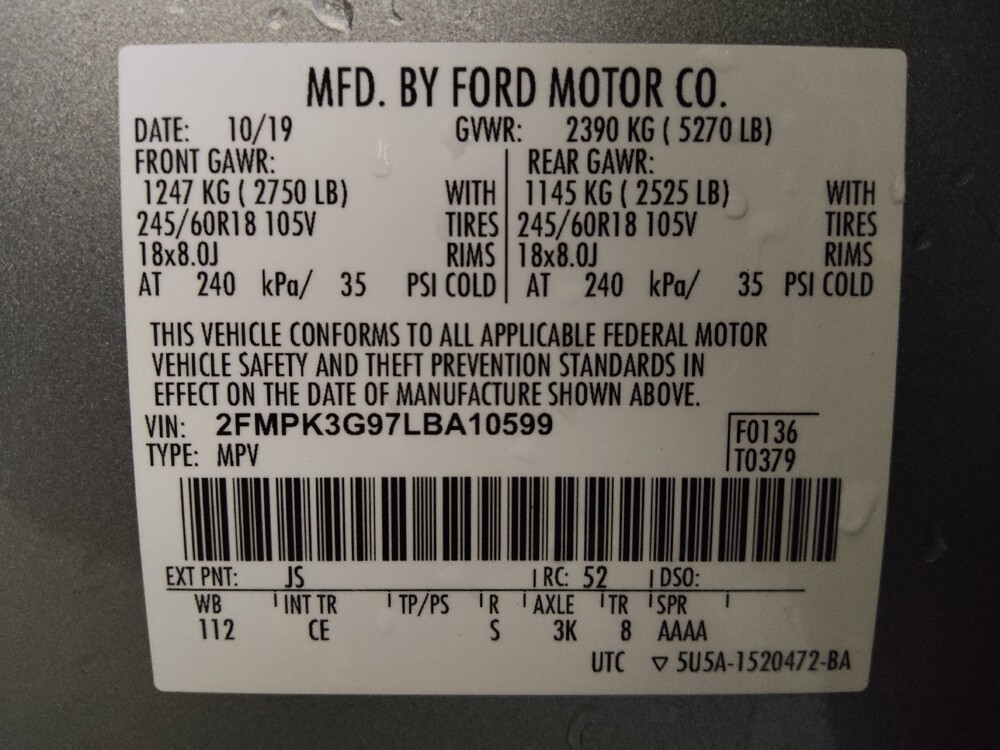 MFD. BY FORD MOTOR CO.
DATE: 10/19 GVWR: 2390 KG ( 5270 LB)
FRONT GAWR: REAR GAWR:
1247 KG ( 2750 LB) WITH 1145 KG ( 2525 LB) WITH
245/60R18 105V TIRES 245/60R18 105V TIRES
18x8.0J RIMS 18x8.0J RIMS
AT 240 kPa/ 35 PSI COLD AT 240 kPa/ 35 PSI COLD
THIS VEHICLE CONFORMS TO ALL APPLICABLE FEDERAL MOTOR
VEHICLE SAFETY AND THEFT PREVENTION STANDARDS IN
EFFECT ON THE DATE OF MANUFACTURE SHOWN ABOVE.
VIN: 2FMPK3G97LBA10599 F0136
TYPE: MPV T0379
EXT PNT: JS RC: 52 DSO:
WB INT TR TP/PS R AXLE TR SPR
112 CE S 3K 8 AAAA
UTC ▽ 5U5A-1520472-BA